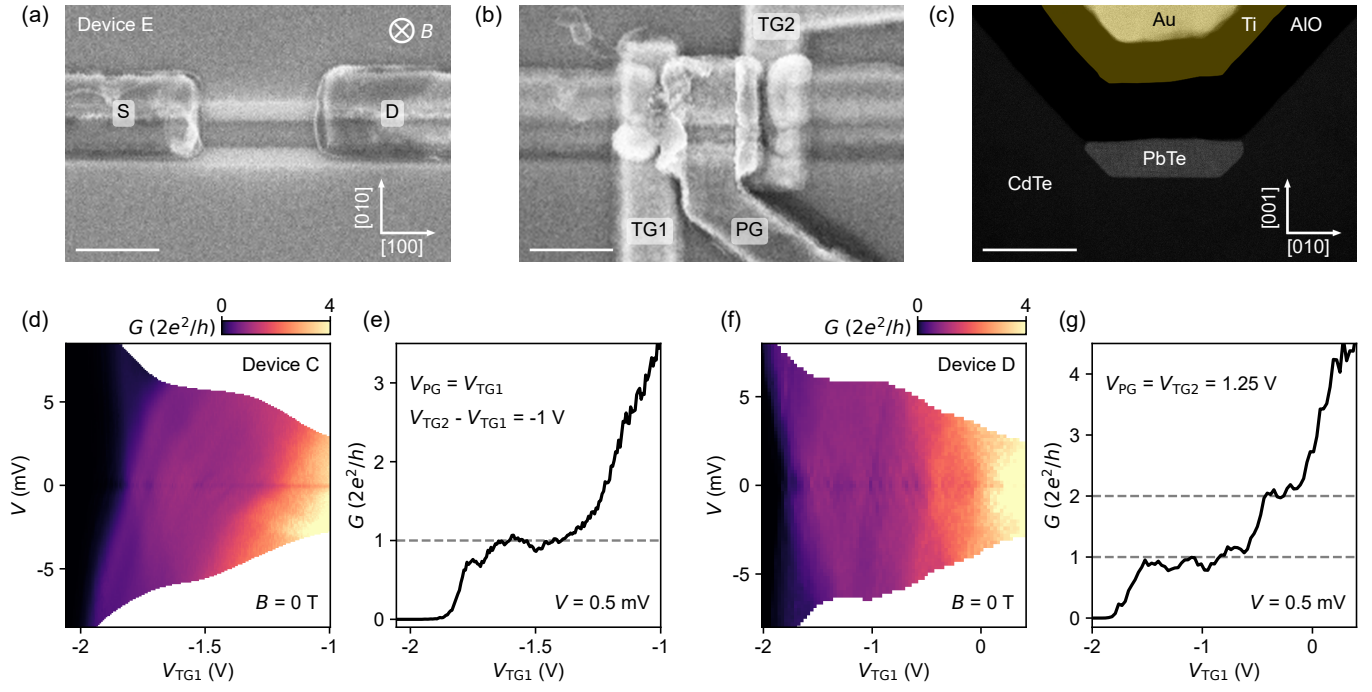 (a)
Device E
⊗ B
S
D
[010]
[100]
(b)
TG2
TG1
PG
(c)
Au
Ti
AlO
PbTe
CdTe
[001]
[010]
(d)
0 4
G (2e²/h)
Device C
B = 0 T
V (mV)
5
0
-5
-2 -1.5 -1
V_TG1 (V)
(e)
V_PG = V_TG1
V_TG2 - V_TG1 = -1 V
V = 0.5 mV
G (2e²/h)
3
2
1
0
-2 -1.5 -1
V_TG1 (V)
(f)
0 4
G (2e²/h)
Device D
B = 0 T
V (mV)
5
0
-5
-2 -1 0
V_TG1 (V)
(g)
V_PG = V_TG2 = 1.25 V
V = 0.5 mV
G (2e²/h)
4
3
2
1
0
-2 -1 0
V_TG1 (V)